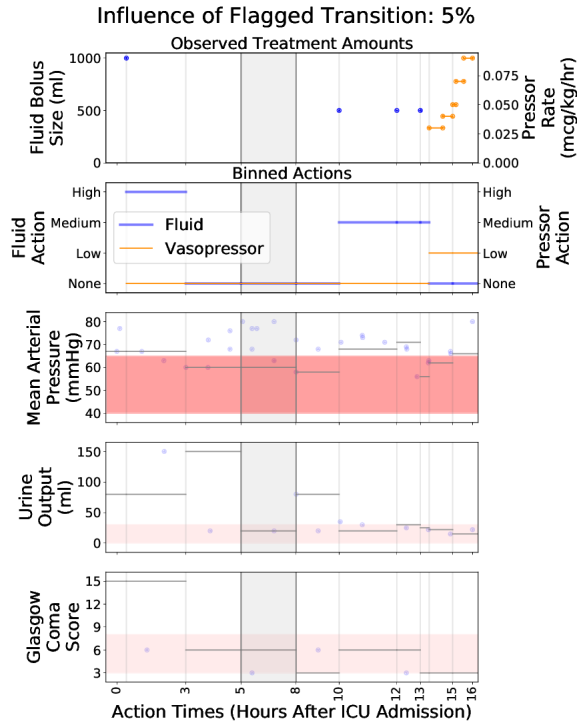 Influence of Flagged Transition: 5%
Observed Treatment Amounts
Fluid Bolus
Size (ml)
1000
500
0
0.075
0.050
0.025
0.000
Pressor
Rate
(mcg/kg/hr)
Binned Actions
Fluid
Action
High
Medium
Low
None
Fluid
Vasopressor
High
Medium
Low
None
Pressor
Action
Mean Arterial
Pressure
(mmHg)
80
70
60
50
40
Urine
Output
(ml)
150
100
50
0
Glasgow
Coma
Score
15
12
9
6
3
0 3 5 8 10 12 13 15 16
Action Times (Hours After ICU Admission)